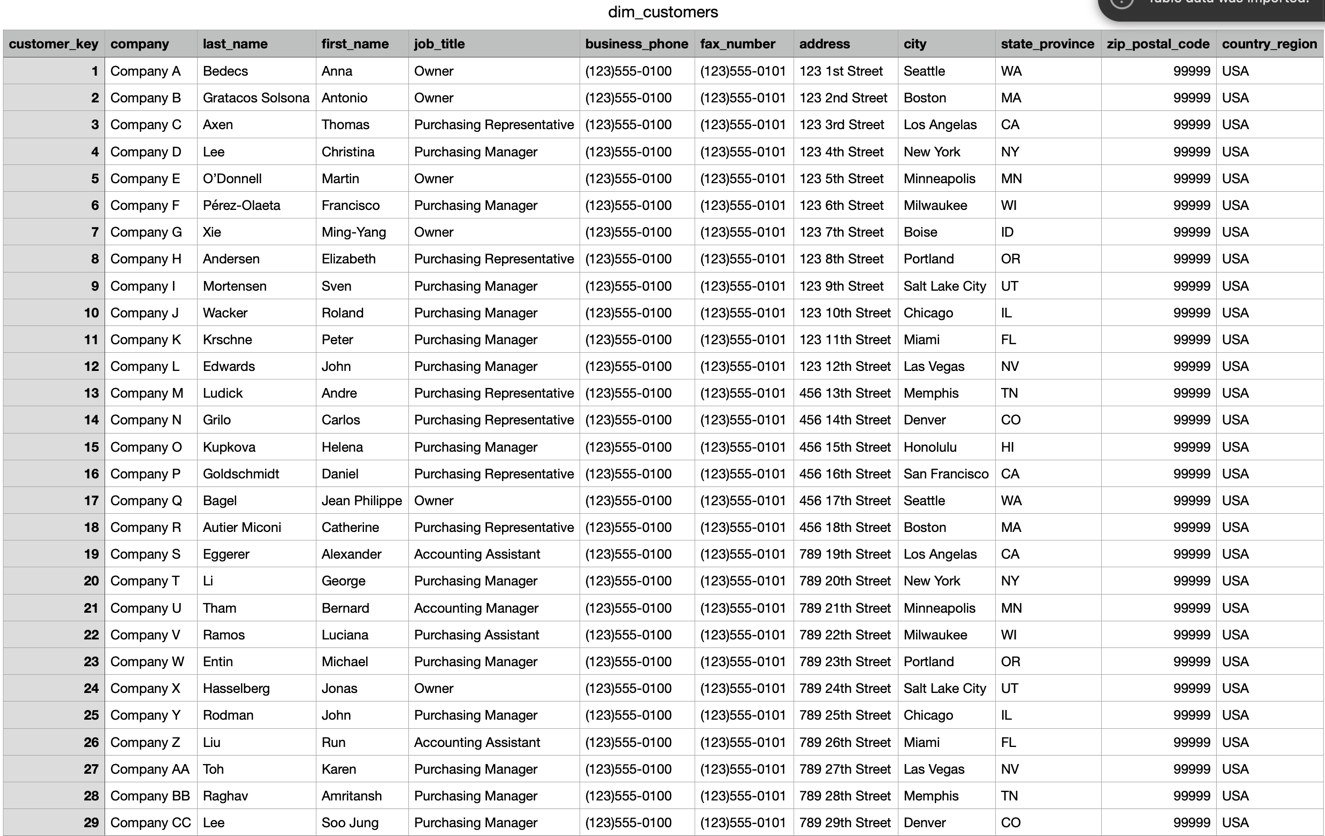 dim_customers
Table data was imported!
customer_key company last_name first_name job_title business_phone fax_number address city state_province zip_postal_code country_region
1 Company A Bedecs Anna Owner (123)555-0100 (123)555-0101 123 1st Street Seattle WA 99999 USA
2 Company B Gratacos Solsona Antonio Owner (123)555-0100 (123)555-0101 123 2nd Street Boston MA 99999 USA
3 Company C Axen Thomas Purchasing Representative (123)555-0100 (123)555-0101 123 3rd Street Los Angelas CA 99999 USA
4 Company D Lee Christina Purchasing Manager (123)555-0100 (123)555-0101 123 4th Street New York NY 99999 USA
5 Company E O’Donnell Martin Owner (123)555-0100 (123)555-0101 123 5th Street Minneapolis MN 99999 USA
6 Company F Pérez-Olaeta Francisco Purchasing Manager (123)555-0100 (123)555-0101 123 6th Street Milwaukee WI 99999 USA
7 Company G Xie Ming-Yang Owner (123)555-0100 (123)555-0101 123 7th Street Boise ID 99999 USA
8 Company H Andersen Elizabeth Purchasing Representative (123)555-0100 (123)555-0101 123 8th Street Portland OR 99999 USA
9 Company I Mortensen Sven Purchasing Manager (123)555-0100 (123)555-0101 123 9th Street Salt Lake City UT 99999 USA
10 Company J Wacker Roland Purchasing Manager (123)555-0100 (123)555-0101 123 10th Street Chicago IL 99999 USA
11 Company K Krschne Peter Purchasing Manager (123)555-0100 (123)555-0101 123 11th Street Miami FL 99999 USA
12 Company L Edwards John Purchasing Manager (123)555-0100 (123)555-0101 123 12th Street Las Vegas NV 99999 USA
13 Company M Ludick Andre Purchasing Representative (123)555-0100 (123)555-0101 456 13th Street Memphis TN 99999 USA
14 Company N Grilo Carlos Purchasing Representative (123)555-0100 (123)555-0101 456 14th Street Denver CO 99999 USA
15 Company O Kupkova Helena Purchasing Manager (123)555-0100 (123)555-0101 456 15th Street Honolulu HI 99999 USA
16 Company P Goldschmidt Daniel Purchasing Representative (123)555-0100 (123)555-0101 456 16th Street San Francisco CA 99999 USA
17 Company Q Bagel Jean Philippe Owner (123)555-0100 (123)555-0101 456 17th Street Seattle WA 99999 USA
18 Company R Autier Miconi Catherine Purchasing Representative (123)555-0100 (123)555-0101 456 18th Street Boston MA 99999 USA
19 Company S Eggerer Alexander Accounting Assistant (123)555-0100 (123)555-0101 789 19th Street Los Angelas CA 99999 USA
20 Company T Li George Purchasing Manager (123)555-0100 (123)555-0101 789 20th Street New York NY 99999 USA
21 Company U Tham Bernard Accounting Manager (123)555-0100 (123)555-0101 789 21th Street Minneapolis MN 99999 USA
22 Company V Ramos Luciana Purchasing Assistant (123)555-0100 (123)555-0101 789 22th Street Milwaukee WI 99999 USA
23 Company W Entin Michael Purchasing Manager (123)555-0100 (123)555-0101 789 23th Street Portland OR 99999 USA
24 Company X Hasselberg Jonas Owner (123)555-0100 (123)555-0101 789 24th Street Salt Lake City UT 99999 USA
25 Company Y Rodman John Purchasing Manager (123)555-0100 (123)555-0101 789 25th Street Chicago IL 99999 USA
26 Company Z Liu Run Accounting Assistant (123)555-0100 (123)555-0101 789 26th Street Miami FL 99999 USA
27 Company AA Toh Karen Purchasing Manager (123)555-0100 (123)555-0101 789 27th Street Las Vegas NV 99999 USA
28 Company BB Raghav Amritansh Purchasing Manager (123)555-0100 (123)555-0101 789 28th Street Memphis TN 99999 USA
29 Company CC Lee Soo Jung Purchasing Manager (123)555-0100 (123)555-0101 789 29th Street Denver CO 99999 USA